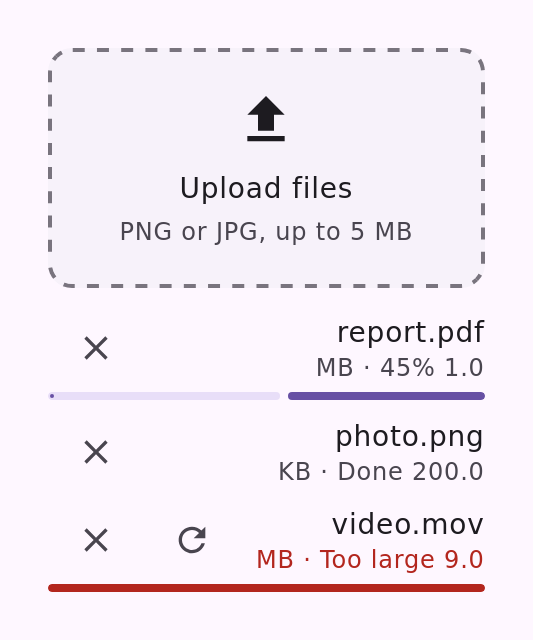 Upload files
PNG or JPG, up to 5 MB
report.pdf
MB · 45% 1.0
photo.png
KB · Done 200.0
video.mov
MB · Too large 9.0